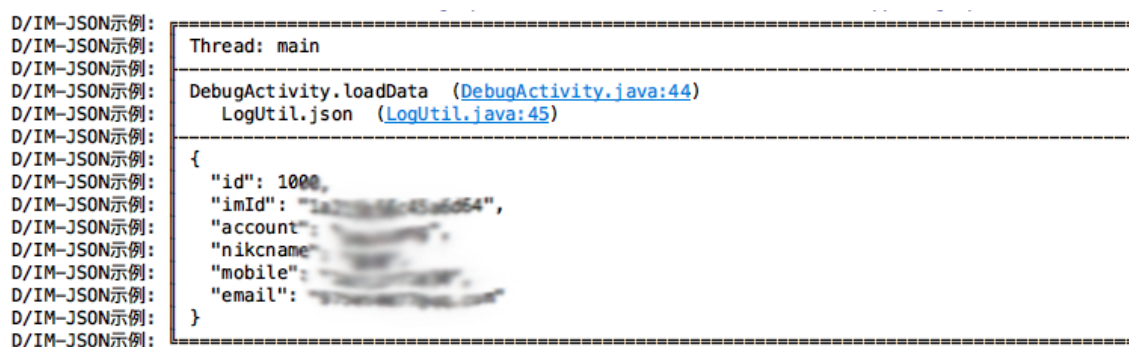 D/IM-JSON示例:
D/IM-JSON示例: Thread: main
D/IM-JSON示例:
D/IM-JSON示例: DebugActivity.loadData (DebugActivity.java:44)
D/IM-JSON示例: LogUtil.json (LogUtil.java:45)
D/IM-JSON示例:
D/IM-JSON示例: {
D/IM-JSON示例: "id": 1000,
D/IM-JSON示例: "imId":
D/IM-JSON示例: "account":
D/IM-JSON示例: "nikcname":
D/IM-JSON示例: "mobile":
D/IM-JSON示例: "email":
D/IM-JSON示例: }
D/IM-JSON示例: